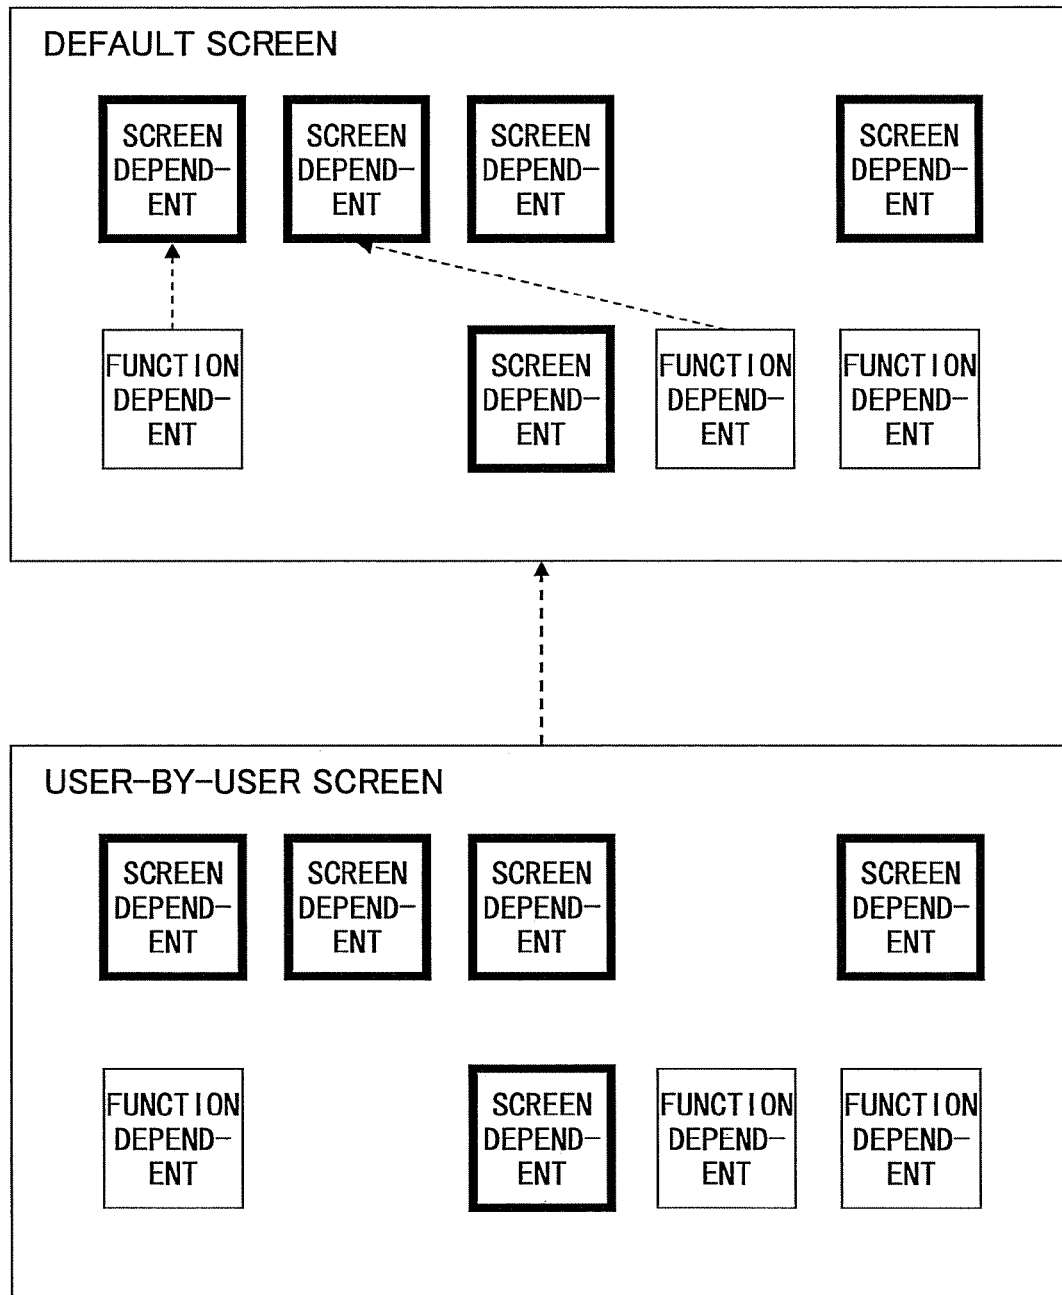 DEFAULT SCREEN
SCREEN
DEPEND-
ENT
SCREEN
DEPEND-
ENT
SCREEN
DEPEND-
ENT
SCREEN
DEPEND-
ENT
FUNCTION
DEPEND-
ENT
SCREEN
DEPEND-
ENT
FUNCTION
DEPEND-
ENT
FUNCTION
DEPEND-
ENT
USER-BY-USER SCREEN
SCREEN
DEPEND-
ENT
SCREEN
DEPEND-
ENT
SCREEN
DEPEND-
ENT
SCREEN
DEPEND-
ENT
FUNCTION
DEPEND-
ENT
SCREEN
DEPEND-
ENT
FUNCTION
DEPEND-
ENT
FUNCTION
DEPEND-
ENT